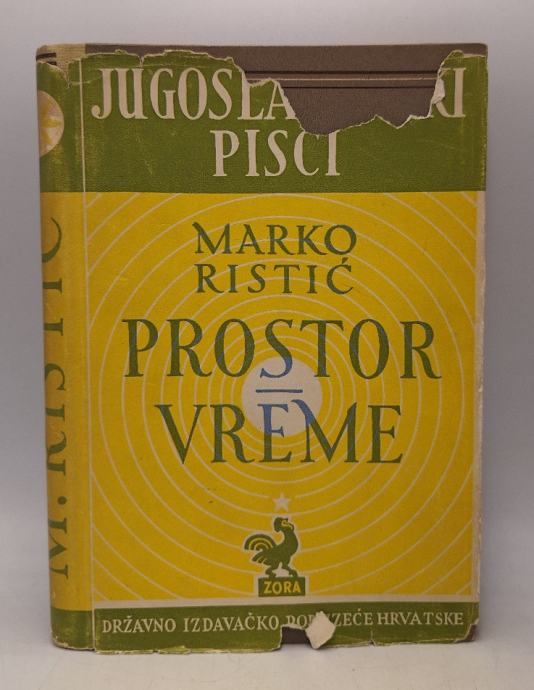 JUGOSLA KI
PISCI
MARKO
RISTIĆ
PROSTOR
–
VREME
ZORA
DRŽAVNO IZDAVAČKO PODUZEĆE HRVATSKE
M. RISTIĆ